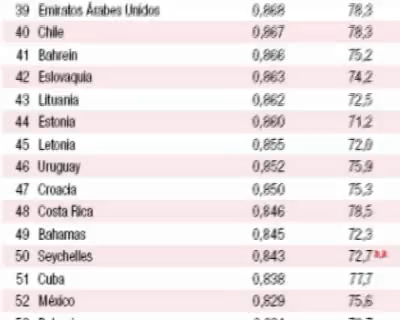 39 Emiratos Árabes Unidos 0,868 78,3
40 Chile 0,867 78,3
41 Bahrein 0,866 75,2
42 Eslovaquia 0,863 74,2
43 Lituania 0,862 72,5
44 Estonia 0,860 71,2
45 Letonia 0,855 72,0
46 Uruguay 0,852 75,9
47 Croacia 0,850 75,3
48 Costa Rica 0,846 78,5
49 Bahamas 0,845 72,3
50 Seychelles 0,843 72,7
51 Cuba 0,838 77,7
52 México 0,829 75,6